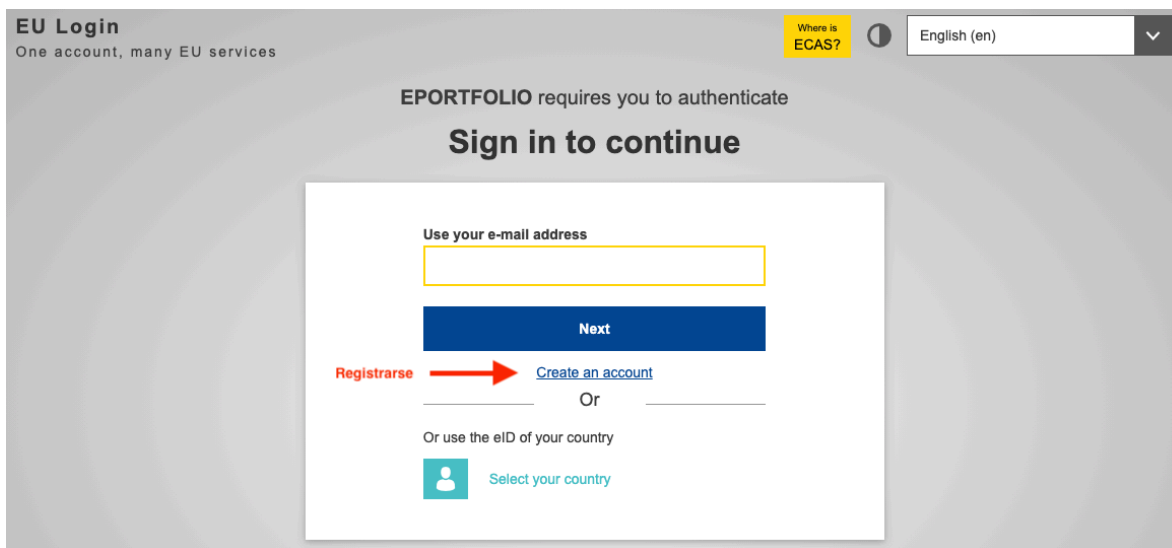 EU Login
One account, many EU services
Where is
ECAS?
English (en)
EPORTFOLIO requires you to authenticate
Sign in to continue
Use your e-mail address
Next
Registrarse
Create an account
Or
Or use the eID of your country
Select your country